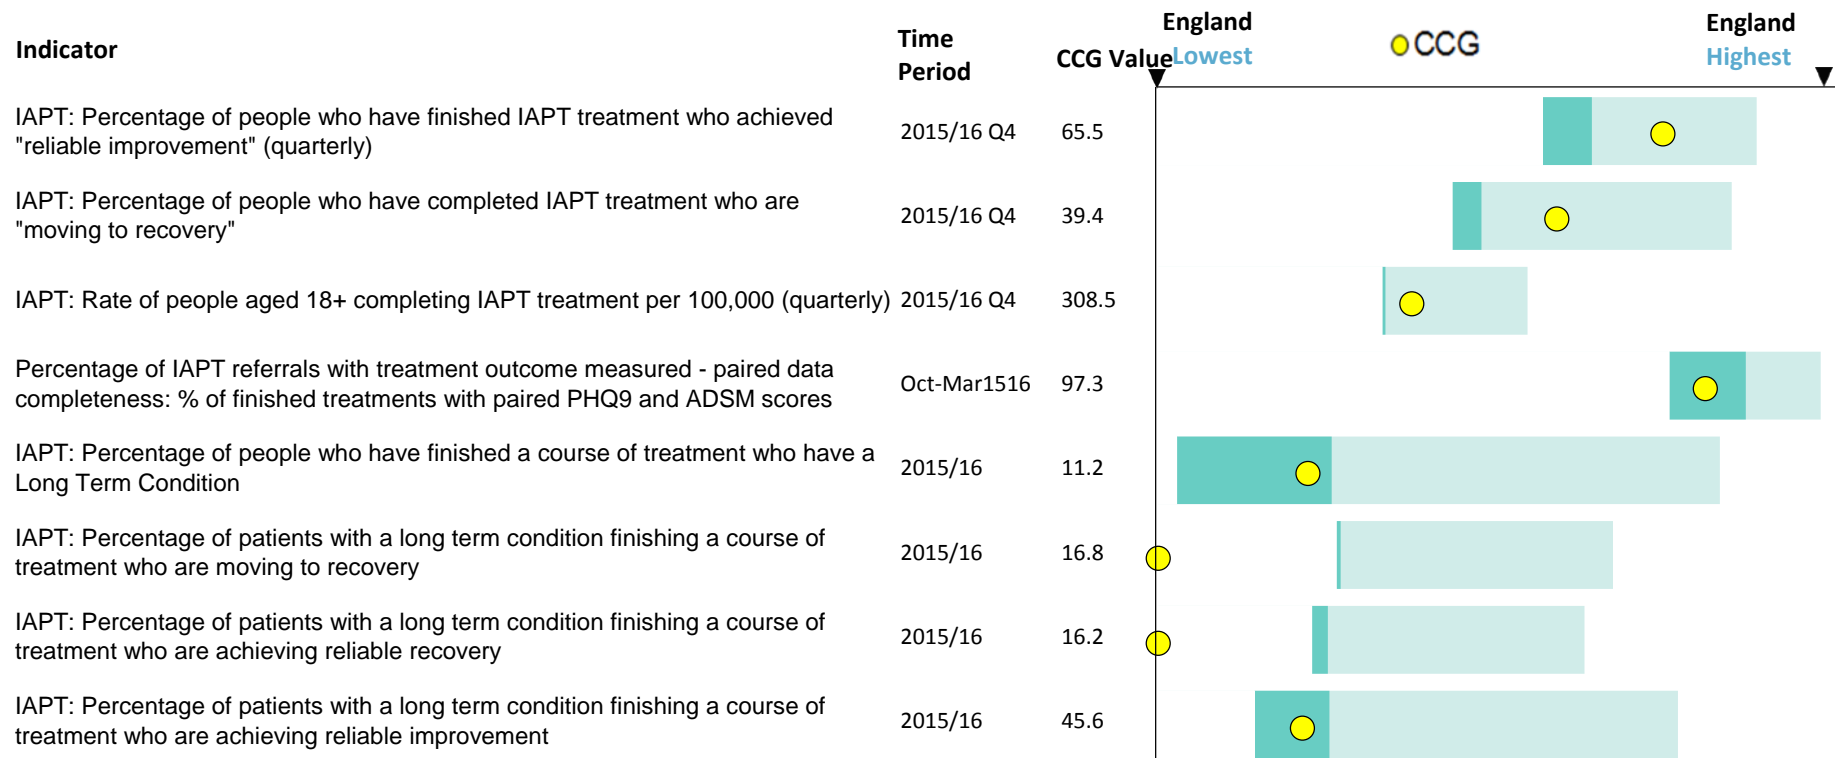 Indicator
Time
Period
CCG Value
England
Lowest
CCG
England
Highest
IAPT: Percentage of people who have finished IAPT treatment who achieved
"reliable improvement" (quarterly)
2015/16 Q4
65.5
IAPT: Percentage of people who have completed IAPT treatment who are
"moving to recovery"
2015/16 Q4
39.4
IAPT: Rate of people aged 18+ completing IAPT treatment per 100,000 (quarterly)
2015/16 Q4
308.5
Percentage of IAPT referrals with treatment outcome measured - paired data
completeness: % of finished treatments with paired PHQ9 and ADSM scores
Oct-Mar1516
97.3
IAPT: Percentage of people who have finished a course of treatment who have a
Long Term Condition
2015/16
11.2
IAPT: Percentage of patients with a long term condition finishing a course of
treatment who are moving to recovery
2015/16
16.8
IAPT: Percentage of patients with a long term condition finishing a course of
treatment who are achieving reliable recovery
2015/16
16.2
IAPT: Percentage of patients with a long term condition finishing a course of
treatment who are achieving reliable improvement
2015/16
45.6